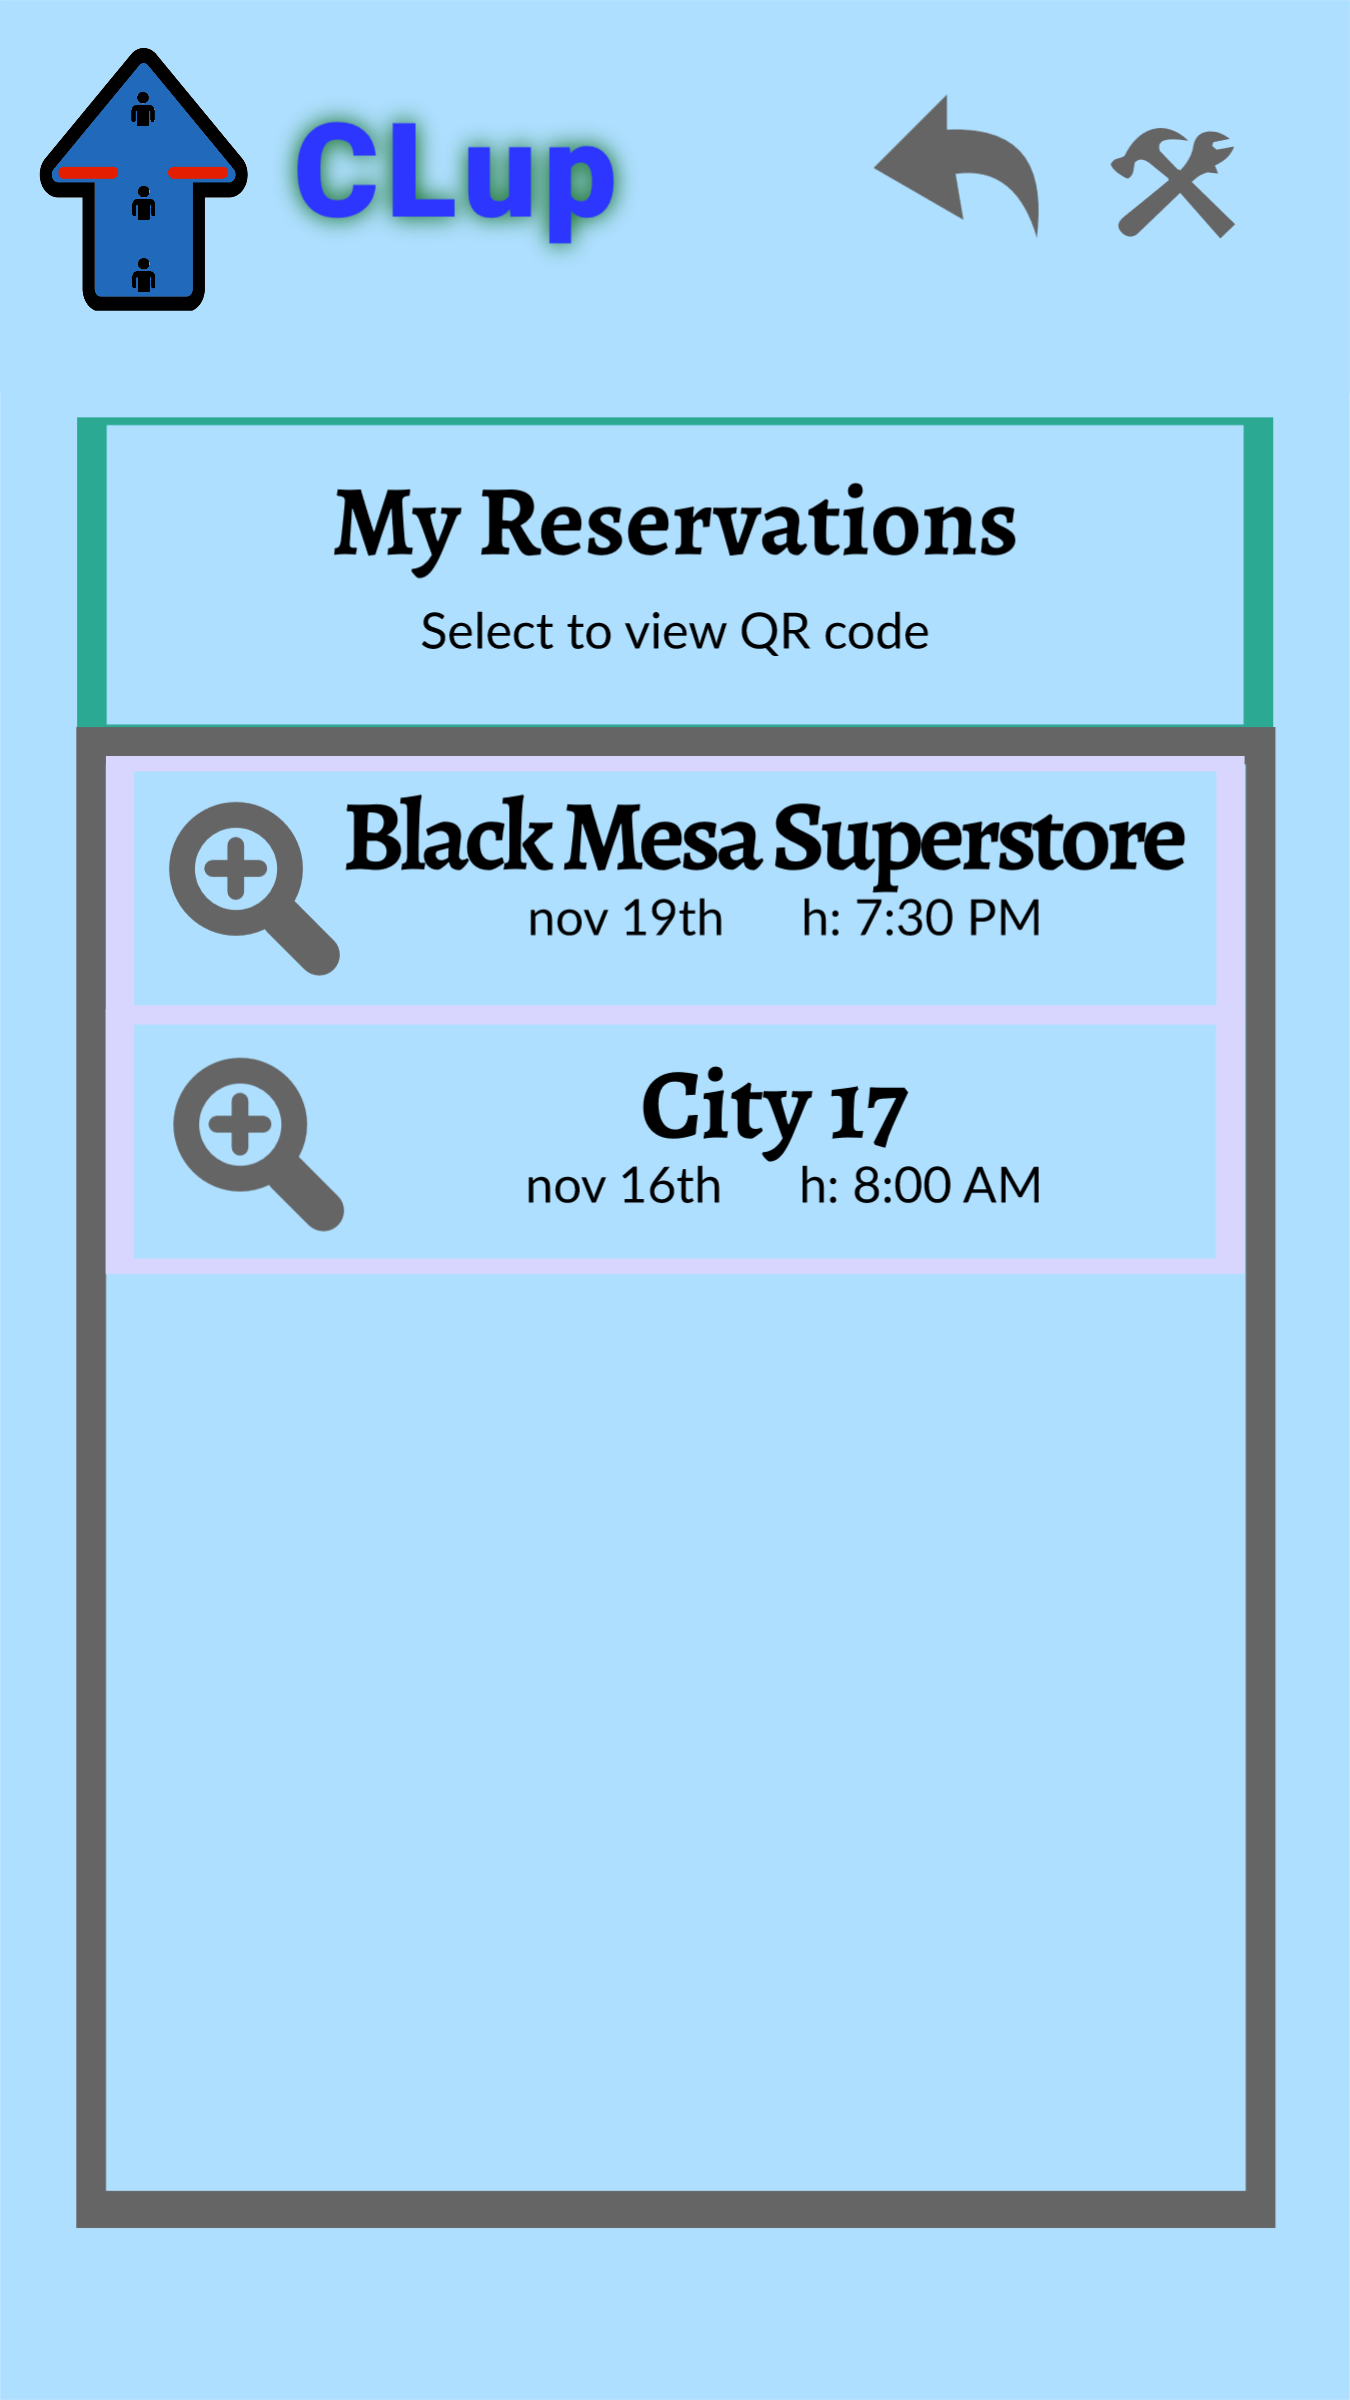 CLup
My Reservations
Select to view QR code
Black Mesa Superstore
nov 19th h: 7:30 PM
City 17
nov 16th h: 8:00 AM